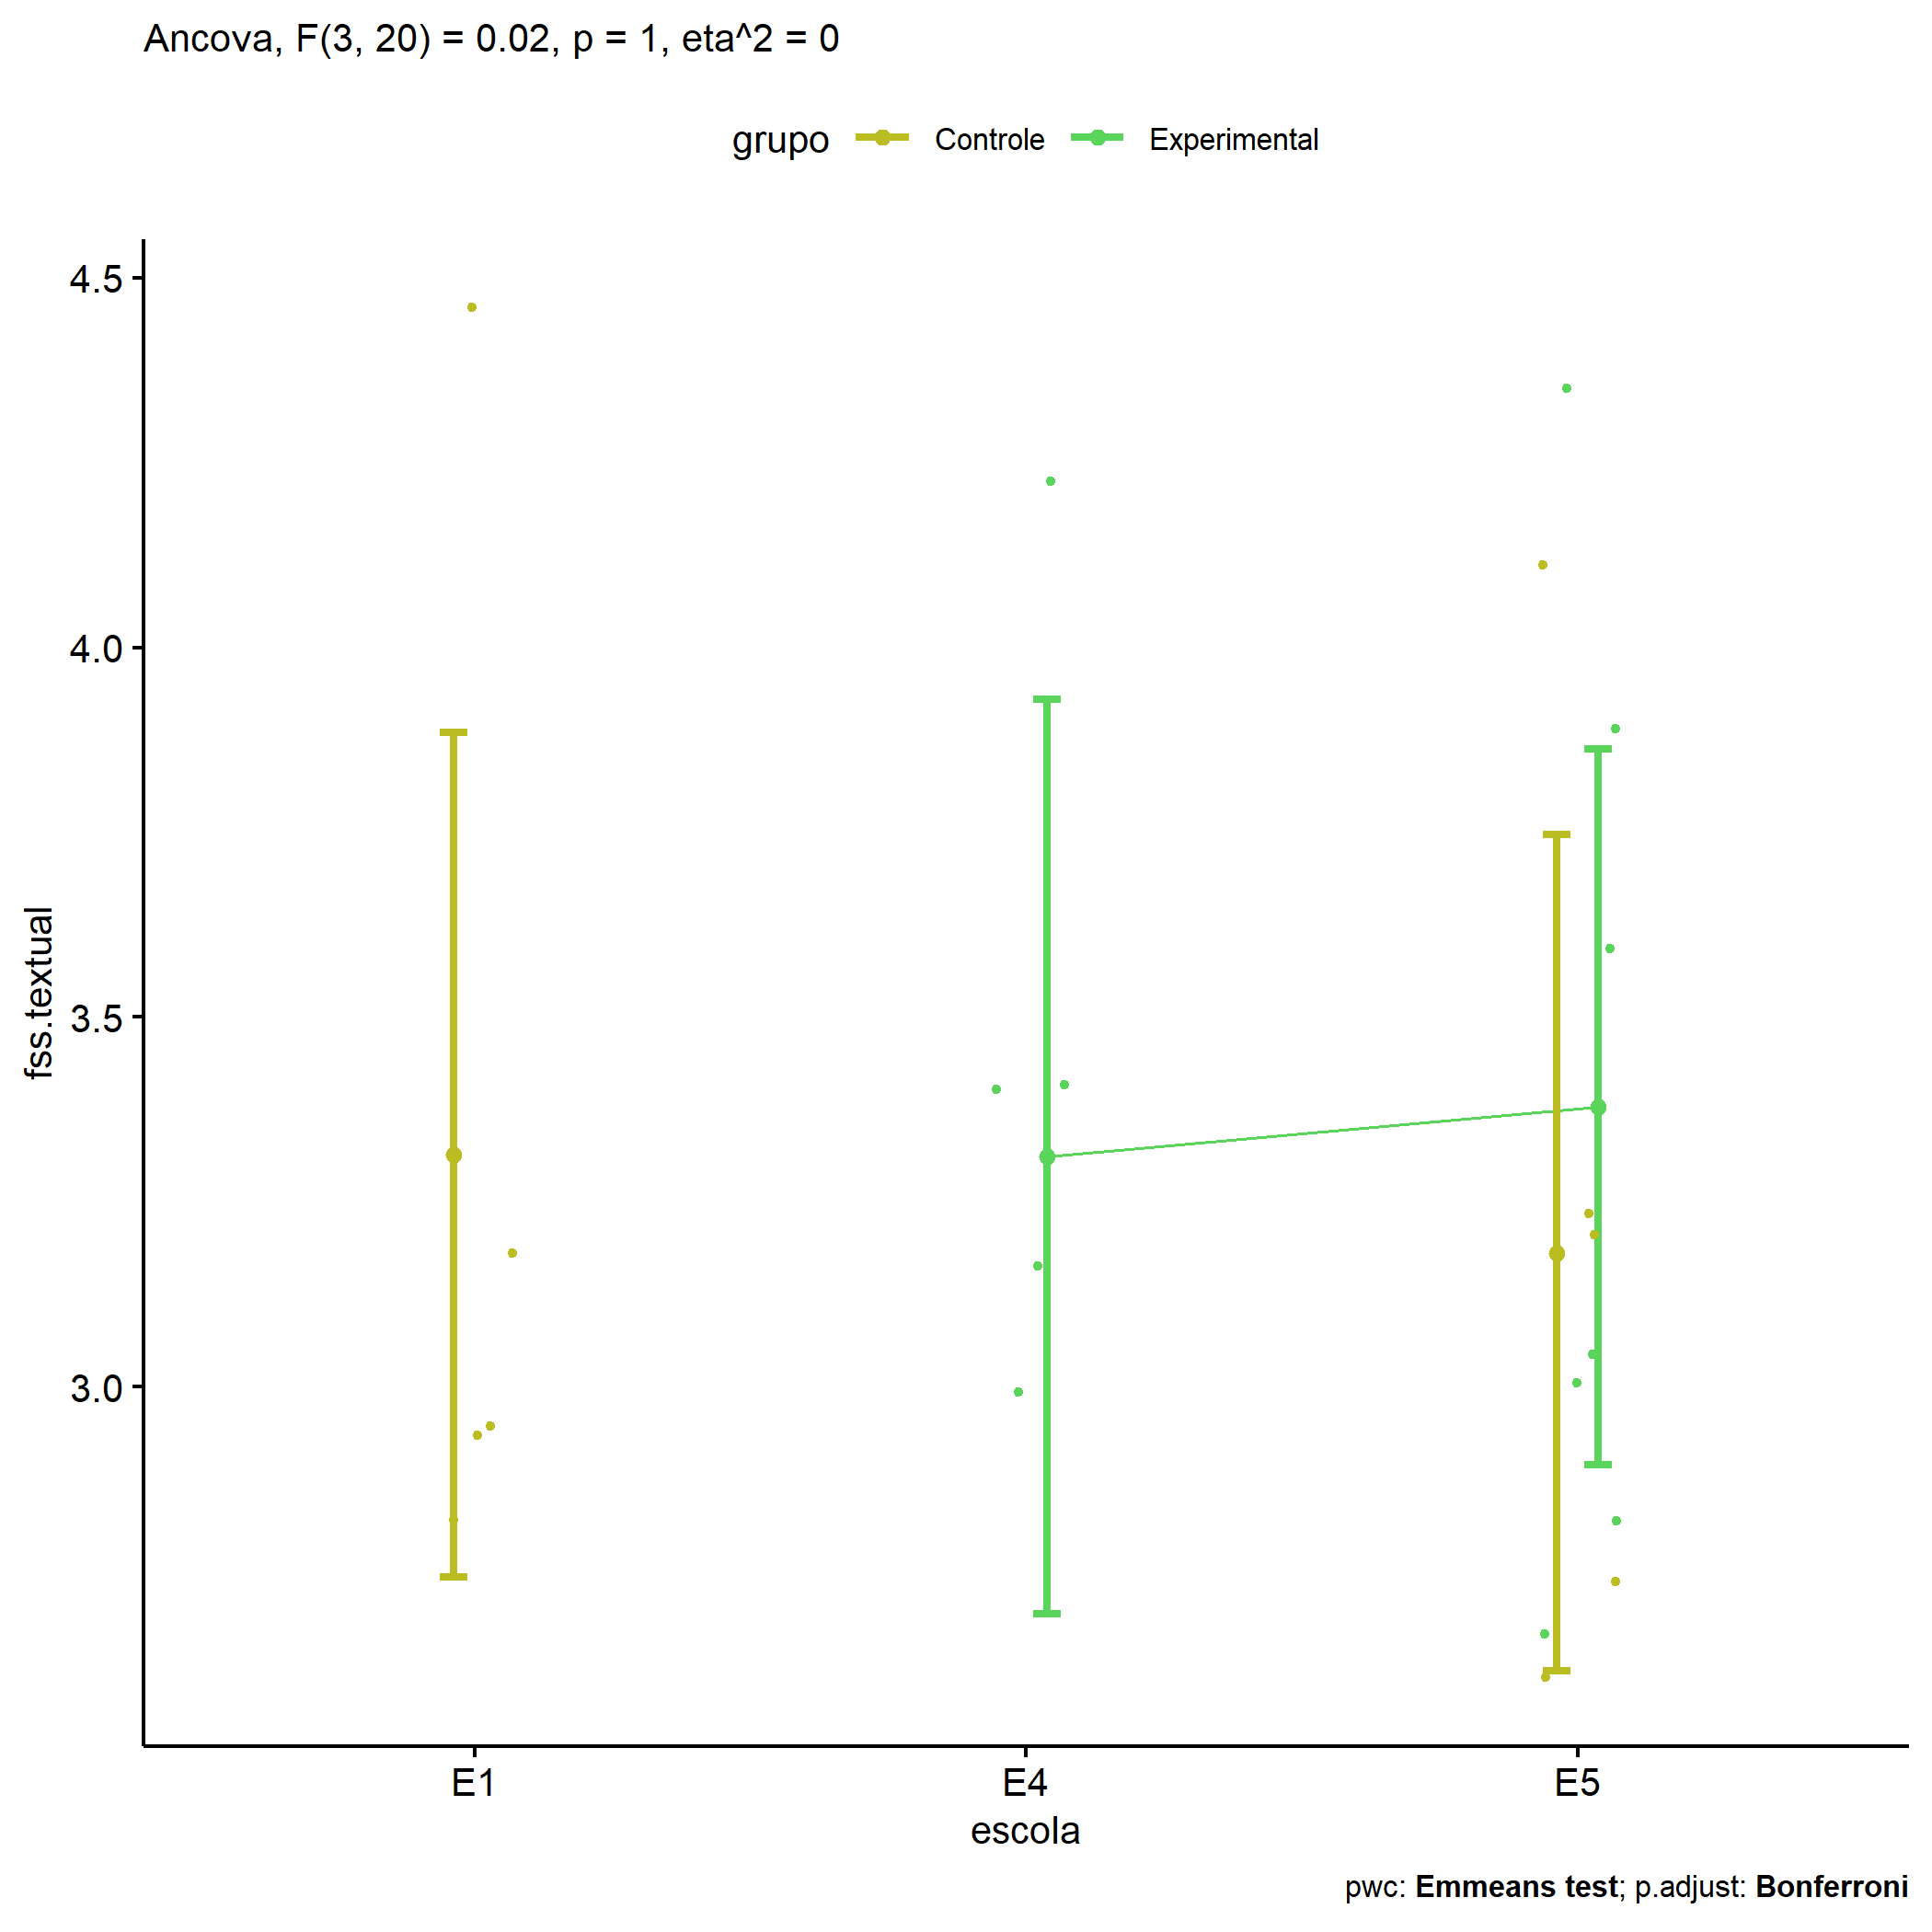 Ancova, F(3, 20) = 0.02, p = 1, eta^2 = 0
grupo Controle Experimental
4.5
4.0
3.5
3.0
fss.textual
E1 E4 E5
escola
pwc: Emmeans test; p.adjust: Bonferroni